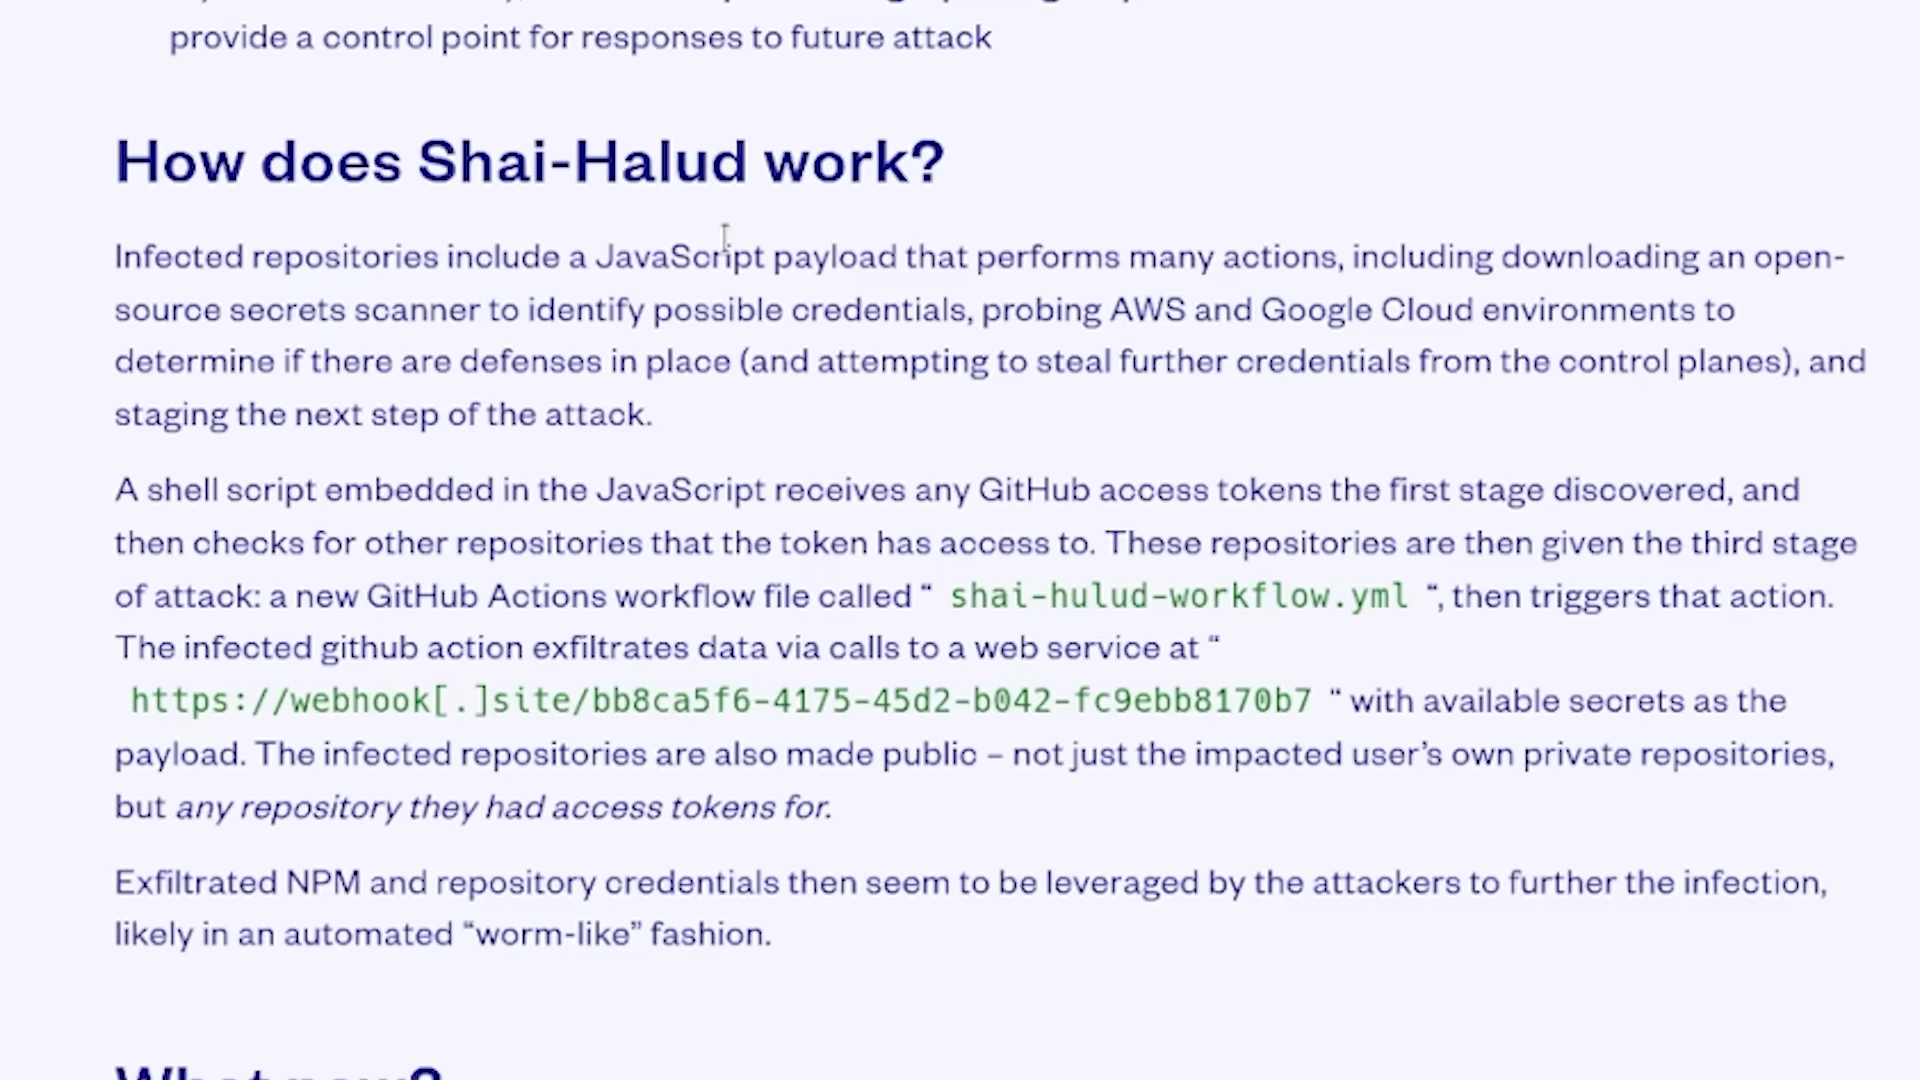 provide a control point for responses to future attack
How does Shai-Halud work?
Infected repositories include a JavaScript payload that performs many actions, including downloading an open-
source secrets scanner to identify possible credentials, probing AWS and Google Cloud environments to
determine if there are defenses in place (and attempting to steal further credentials from the control planes), and
staging the next step of the attack.
A shell script embedded in the JavaScript receives any GitHub access tokens the first stage discovered, and
then checks for other repositories that the token has access to. These repositories are then given the third stage
of attack: a new GitHub Actions workflow file called “ shai-hulud-workflow.yml “, then triggers that action.
The infected github action exfiltrates data via calls to a web service at “
https://webhook[.]site/bb8ca5f6-4175-45d2-b042-fc9ebb8170b7 “ with available secrets as the
payload. The infected repositories are also made public – not just the impacted user’s own private repositories,
but any repository they had access tokens for.
Exfiltrated NPM and repository credentials then seem to be leveraged by the attackers to further the infection,
likely in an automated “worm-like” fashion.
What now?